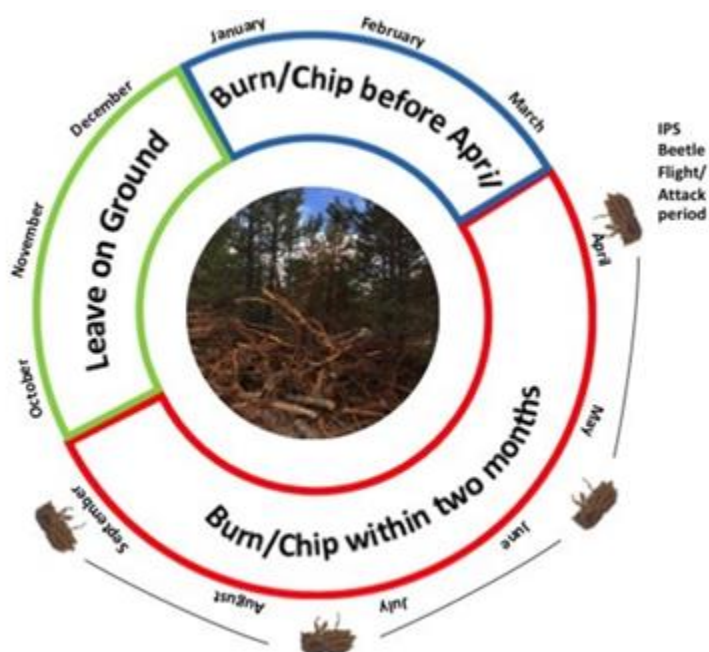 January
February
March
April
May
June
July
August
September
October
November
December
Burn/Chip before April
Burn/Chip within two months
Leave on Ground
IPS
Beetle
Flight/
Attack
period